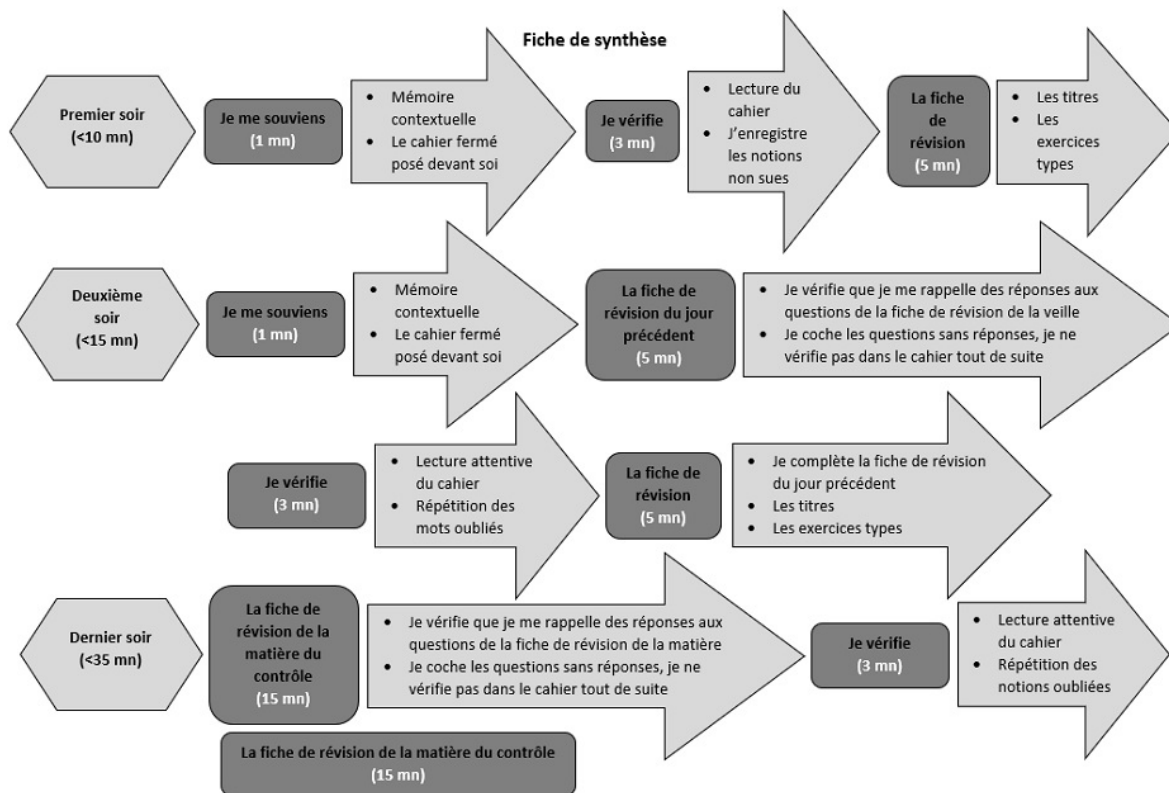 Fiche de synthèse
Premier soir
(<10 mn)
Je me souviens
(1 mn)
• Mémoire
contextuelle
• Le cahier fermé
posé devant soi
Je vérifie
(3 mn)
• Lecture du
cahier
• J'enregistre
les notions
non sues
La fiche
de
révision
(5 mn)
• Les titres
• Les
exercices
types
Deuxième
soir
(<15 mn)
Je me souviens
(1 mn)
• Mémoire
contextuelle
• Le cahier fermé
posé devant soi
La fiche de
révision du jour
précédent
(5 mn)
• Je vérifie que je me rappelle des réponses aux
questions de la fiche de révision de la veille
• Je coche les questions sans réponses, je ne
vérifie pas dans le cahier tout de suite
Je vérifie
(3 mn)
• Lecture attentive
du cahier
• Répétition des
mots oubliés
La fiche de
révision
(5 mn)
• Je complète la fiche de révision
du jour précédent
• Les titres
• Les exercices types
Dernier soir
(<35 mn)
La fiche de
révision de la
matière du
contrôle
(15 mn)
• Je vérifie que je me rappelle des réponses aux
questions de la fiche de révision de la matière
• Je coche les questions sans réponses, je ne
vérifie pas dans le cahier tout de suite
Je vérifie
(3 mn)
• Lecture attentive
du cahier
• Répétition des
notions oubliées
La fiche de révision de la matière du contrôle
(15 mn)